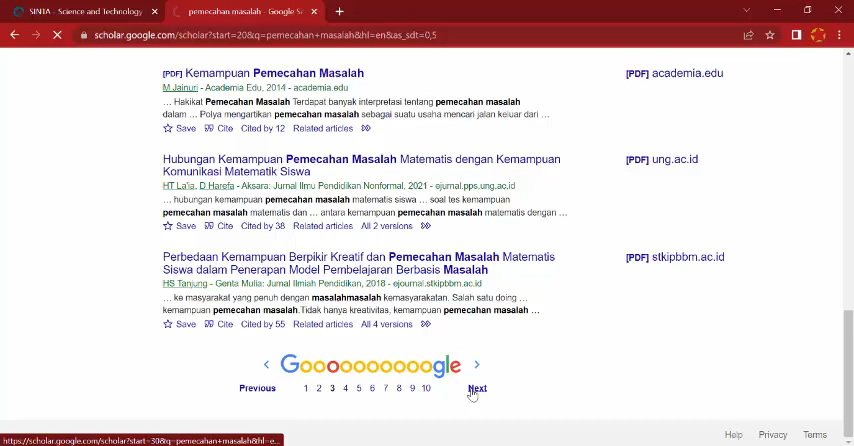 SINTA - Science and Technology
pemecahan masalah - Google Sc
scholar.google.com/scholar?start=20&q=pemecahan+masalah&hl=en&as_sdt=0,5
[PDF] Kemampuan Pemecahan Masalah
[PDF] academia.edu
M Jainuri - Academia Edu, 2014 - academia.edu
… Hakikat Pemecahan Masalah Terdapat banyak interpretasi tentang pemecahan masalah
dalam … Polya mengartikan pemecahan masalah sebagai suatu usaha mencari jalan keluar dari …
Save Cite Cited by 12 Related articles
Hubungan Kemampuan Pemecahan Masalah Matematis dengan Kemampuan
[PDF] ung.ac.id
Komunikasi Matematik Siswa
HT La'ia, D Harefa - Aksara: Jurnal Ilmu Pendidikan Nonformal, 2021 - ejurnal.pps.ung.ac.id
… hubungan kemampuan pemecahan masalah matematis siswa … soal tes kemampuan
pemecahan masalah matematis dan … antara kemampuan pemecahan masalah matematis dengan …
Save Cite Cited by 38 Related articles All 2 versions
Perbedaan Kemampuan Berpikir Kreatif dan Pemecahan Masalah Matematis
[PDF] stkipbbm.ac.id
Siswa dalam Penerapan Model Pembelajaran Berbasis Masalah
HS Tanjung - Genta Mulia: Jurnal Ilmiah Pendidikan, 2018 - ejournal.stkipbbm.ac.id
… ke masyarakat yang penuh dengan masalahmasalah kemasyarakatan. Salah satu doing …
kemampuan pemecahan masalah.Tidak hanya kreativitas, kemampuan pemecahan masalah …
Save Cite Cited by 55 Related articles All 4 versions
Gooooooooooogle
Previous 1 2 3 4 5 6 7 8 9 10 Next
Help Privacy Terms
https://scholar.google.com/scholar?start=30&q=pemecahan+masalah&hl=e...